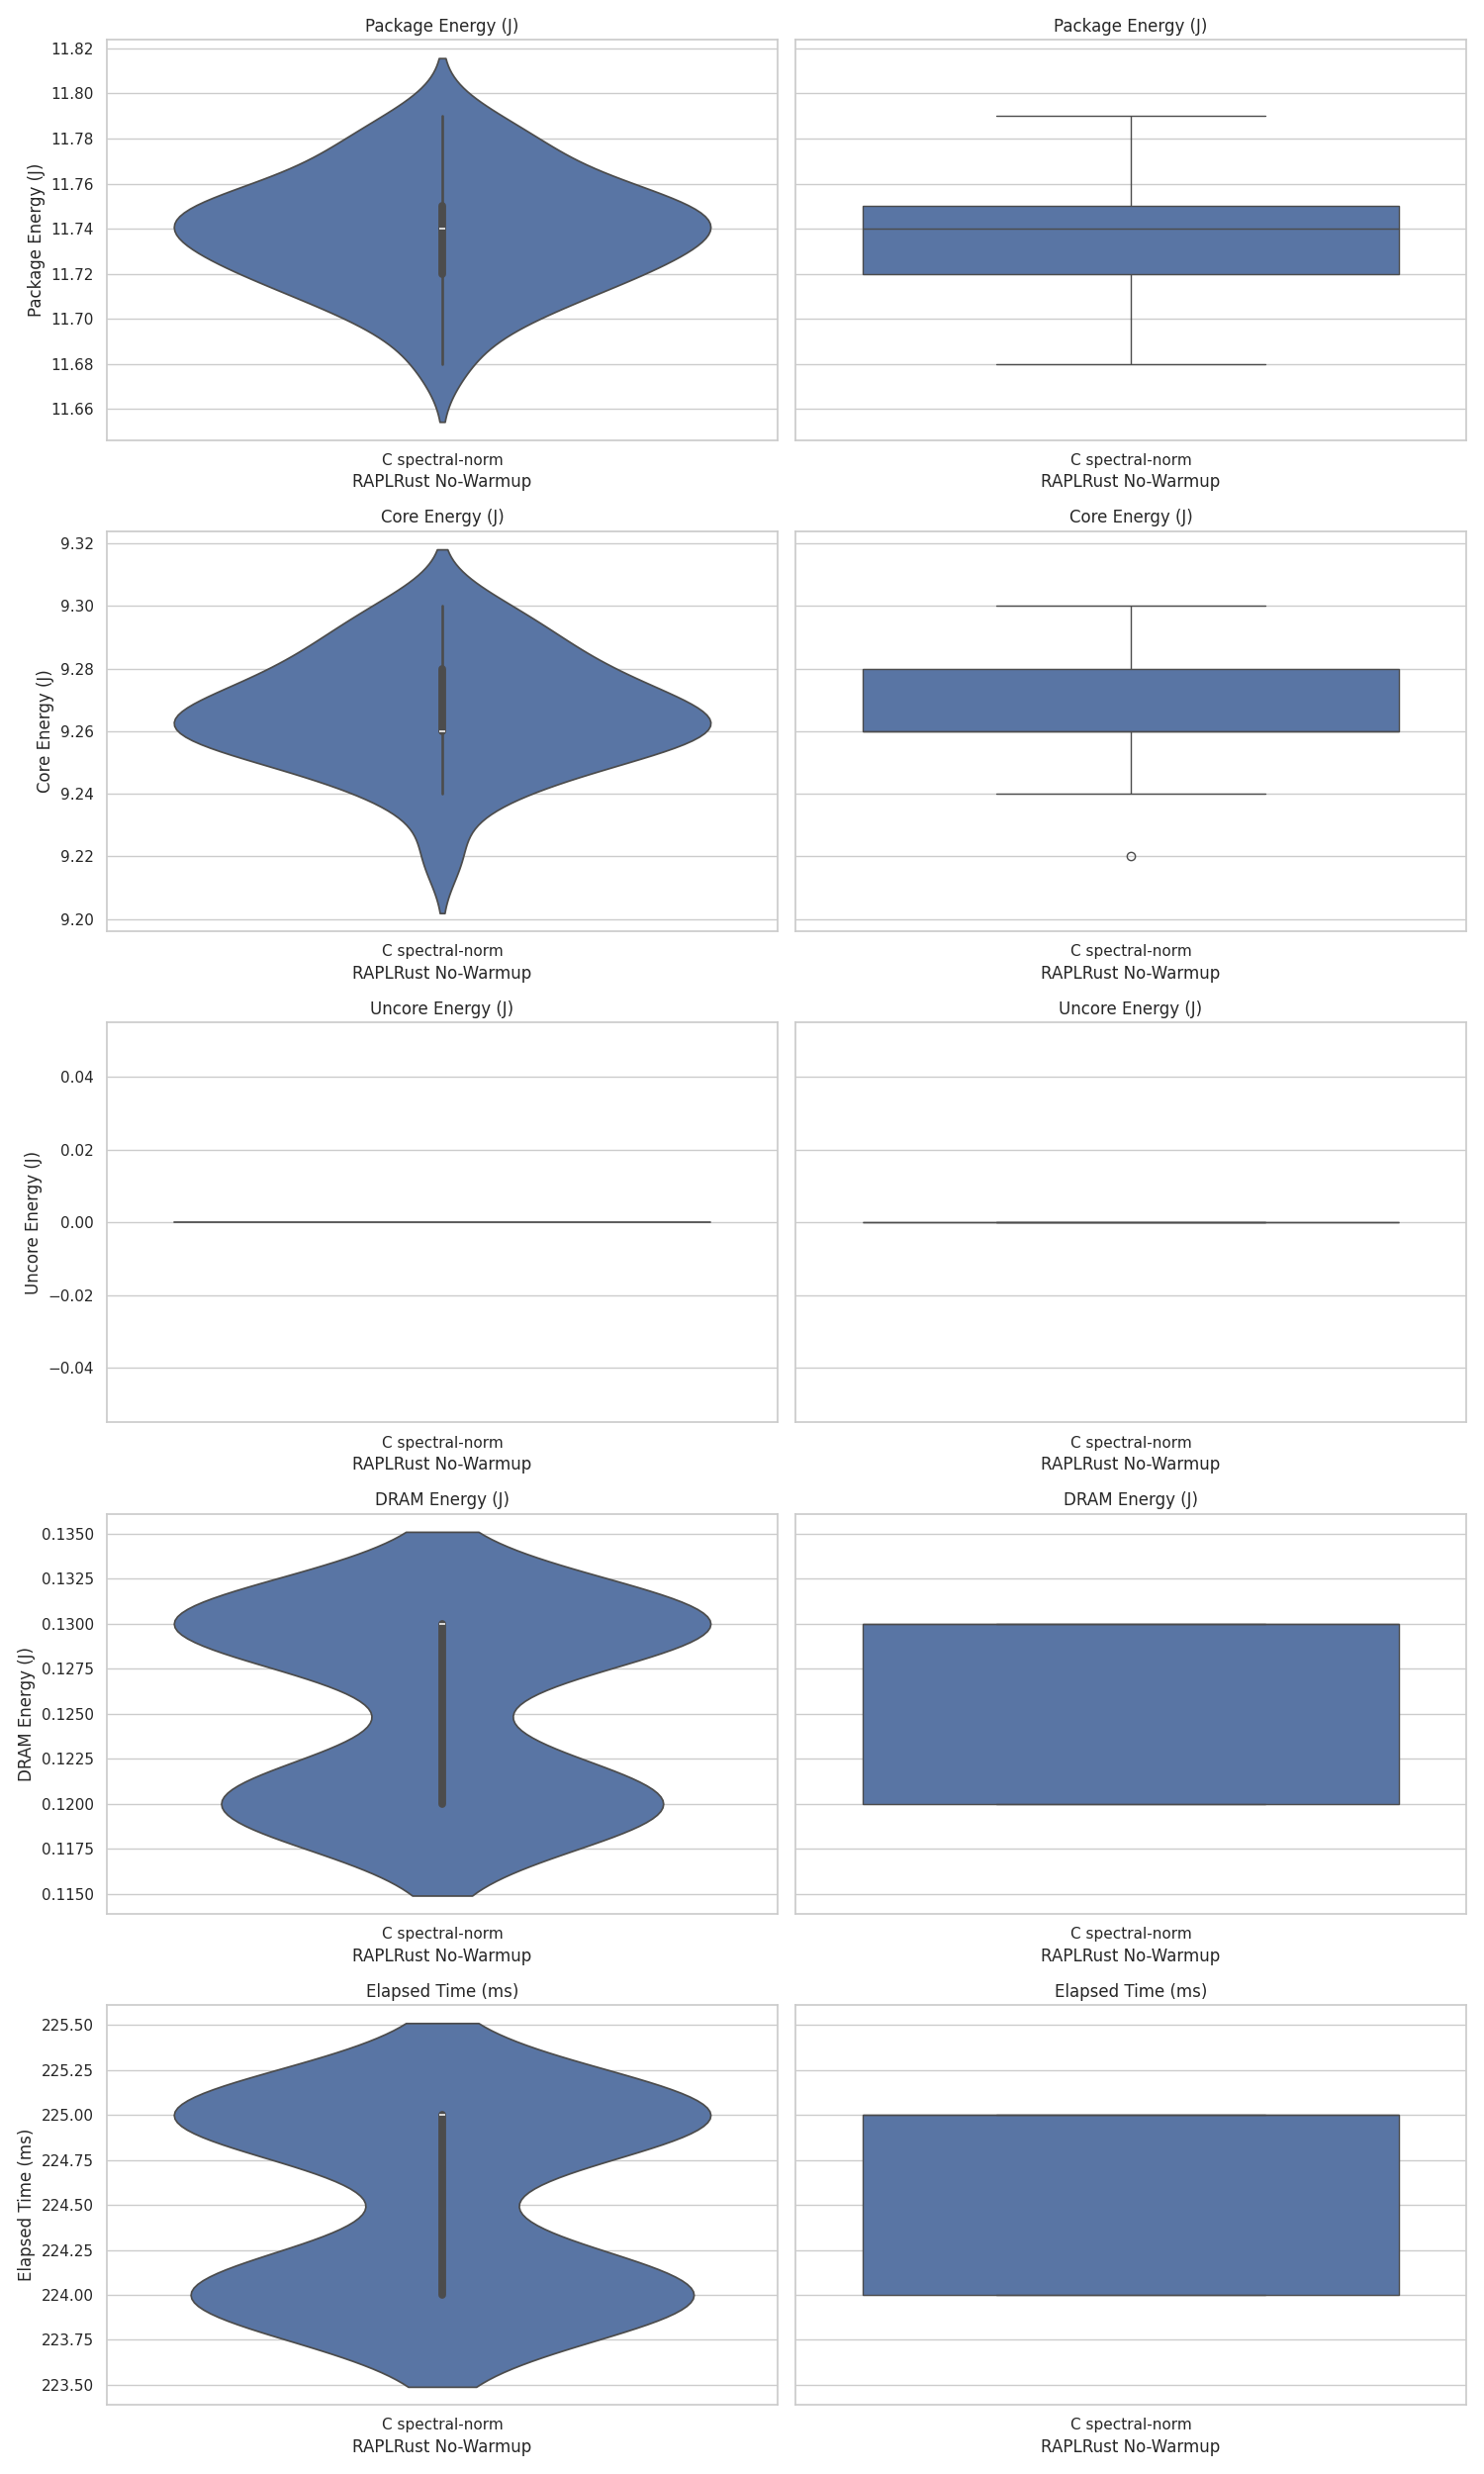 Package Energy (J)
Package Energy (J)
Package Energy (J)
11.82
11.80
11.78
11.76
11.74
11.72
11.70
11.68
11.66
C spectral-norm
C spectral-norm
RAPLRust No-Warmup
RAPLRust No-Warmup
Core Energy (J)
Core Energy (J)
Core Energy (J)
9.32
9.30
9.28
9.26
9.24
9.22
9.20
C spectral-norm
C spectral-norm
RAPLRust No-Warmup
RAPLRust No-Warmup
Uncore Energy (J)
Uncore Energy (J)
Uncore Energy (J)
0.04
0.02
0.00
−0.02
−0.04
C spectral-norm
C spectral-norm
RAPLRust No-Warmup
RAPLRust No-Warmup
DRAM Energy (J)
DRAM Energy (J)
DRAM Energy (J)
0.1350
0.1325
0.1300
0.1275
0.1250
0.1225
0.1200
0.1175
0.1150
C spectral-norm
C spectral-norm
RAPLRust No-Warmup
RAPLRust No-Warmup
Elapsed Time (ms)
Elapsed Time (ms)
Elapsed Time (ms)
225.50
225.25
225.00
224.75
224.50
224.25
224.00
223.75
223.50
C spectral-norm
C spectral-norm
RAPLRust No-Warmup
RAPLRust No-Warmup